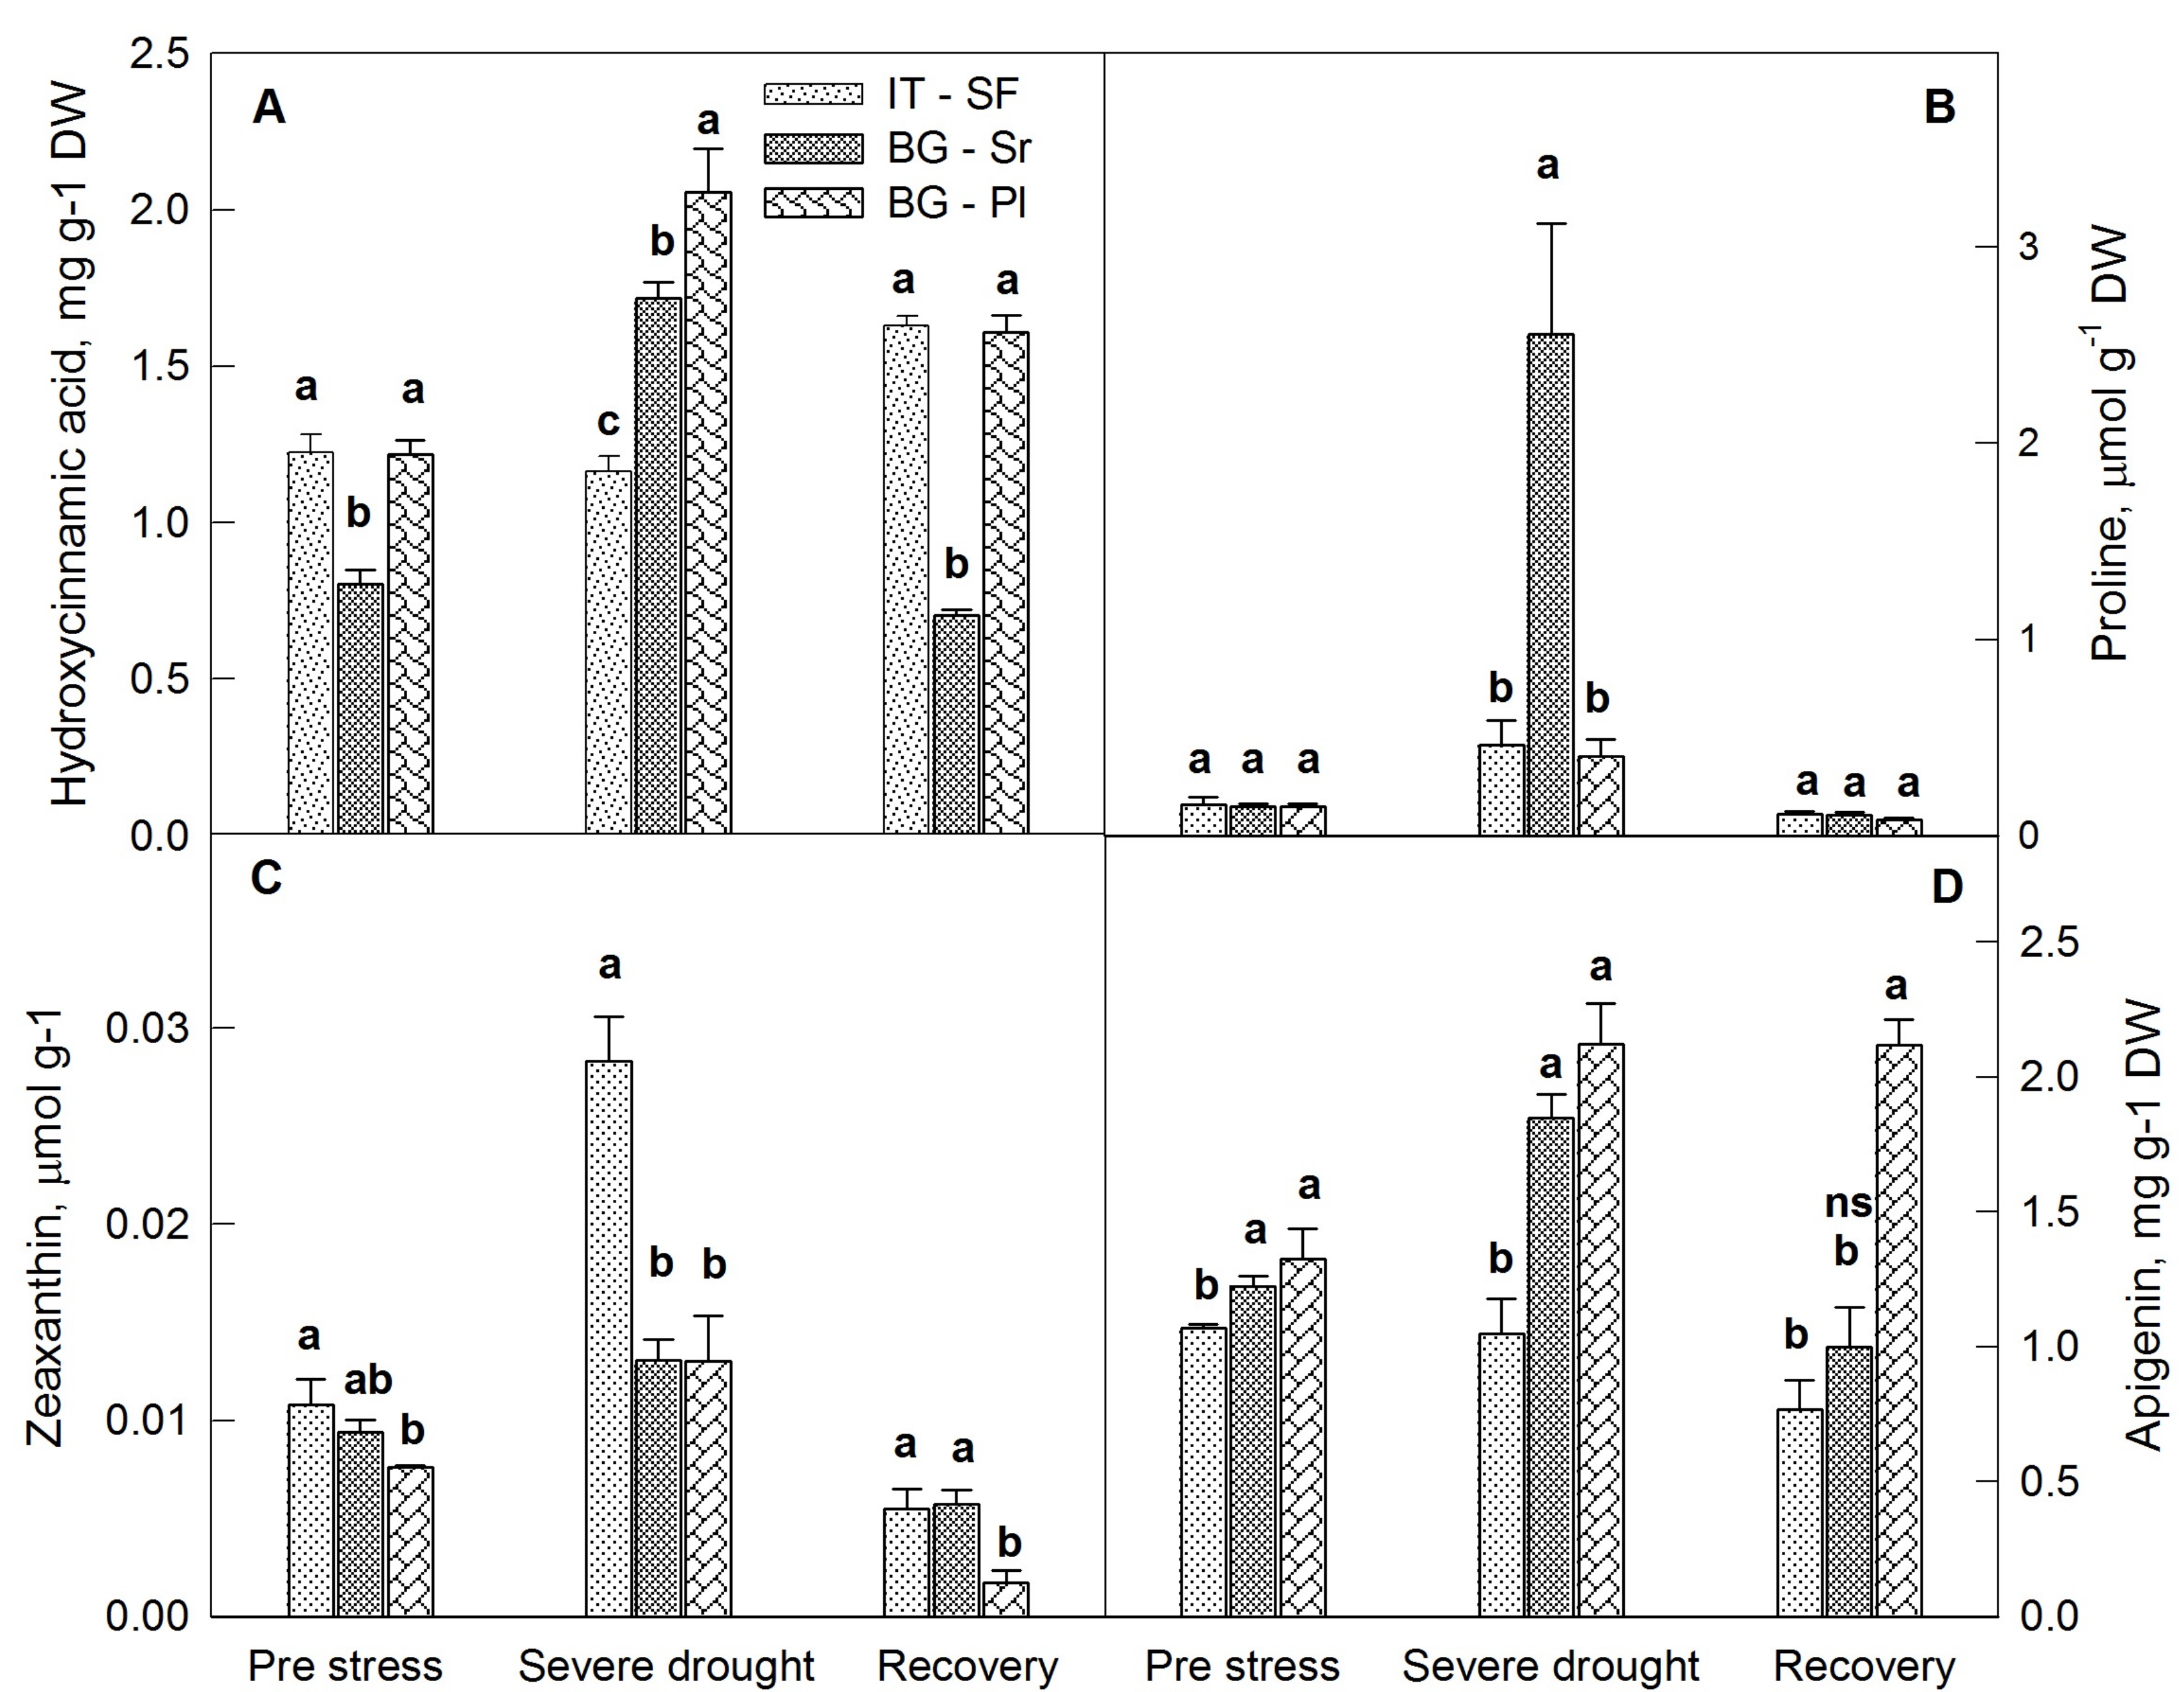 A
IT - SF
BG - Sr
BG - Pl
Hydroxycinnamic acid, mg g-1 DW
2.5
2.0
1.5
1.0
0.5
0.0
a
b
a
c
b
a
a
b
a
B
Proline, μmol g-1 DW
3
2
1
0
a
a
a
b
a
b
a
a
a
C
Zeaxanthin, μmol g-1
0.03
0.02
0.01
0.00
a
ab
b
a
b
b
a
a
b
Pre stress
Severe drought
Recovery
D
Apigenin, mg g-1 DW
2.5
2.0
1.5
1.0
0.5
0.0
b
a
a
b
a
a
b
ns
b
a
Pre stress
Severe drought
Recovery